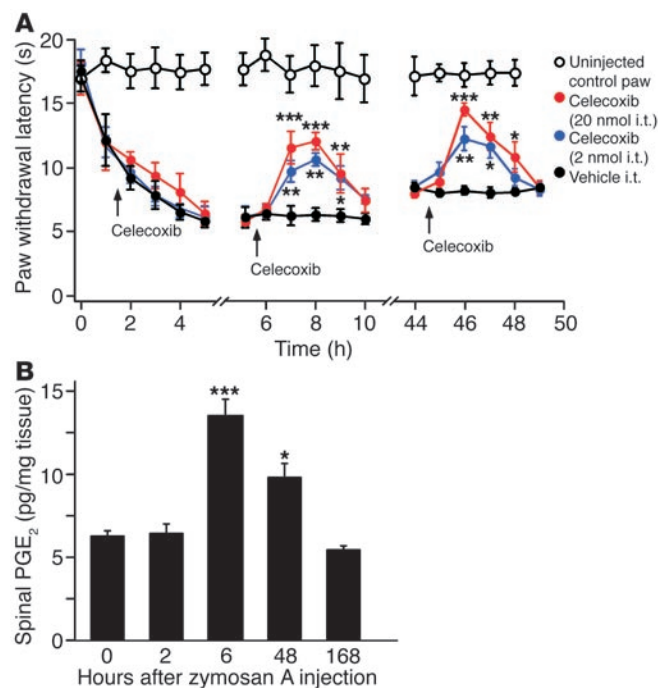 A
Paw withdrawal latency (s)
20
15
10
5
0
***
***
**
**
**
*
***
**
*
**
*
Celecoxib
Celecoxib
Celecoxib
0 2 4 6 8 10 44 46 48 50
Time (h)
Uninjected
control paw
Celecoxib
(20 nmol i.t.)
Celecoxib
(2 nmol i.t.)
Vehicle i.t.
B
Spinal PGE2 (pg/mg tissue)
15
10
5
0
***
*
0 2 6 48 168
Hours after zymosan A injection